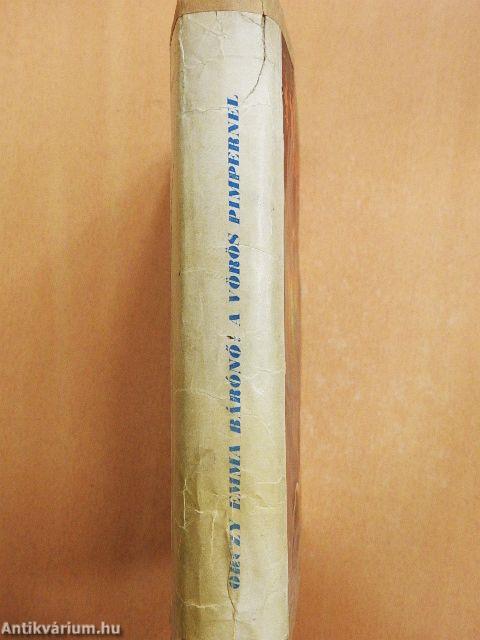 ORCZY EMMA BÁRÓNŐ: A VÖRÖS PIMPERNEL
Antikvárium.hu